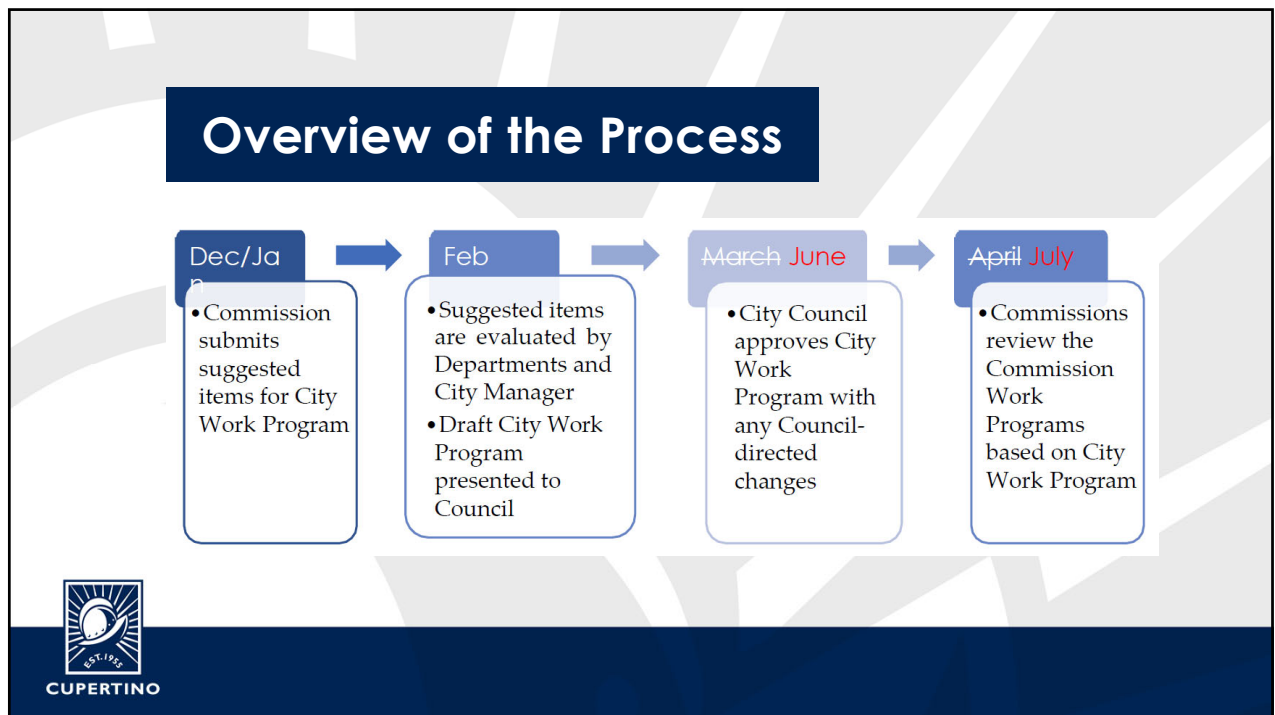 Overview of the Process
Dec/Ja
n
•Commission
submits
suggested
items for City
Work Program
Feb
•Suggested items
are evaluated by
Departments and
City Manager
•Draft City Work
Program
presented to
Council
March June
•City Council
approves City
Work
Program with
any Council-
directed
changes
April July
•Commissions
review the
Commission
Work
Programs
based on City
Work Program
EST. 1955
CUPERTINO